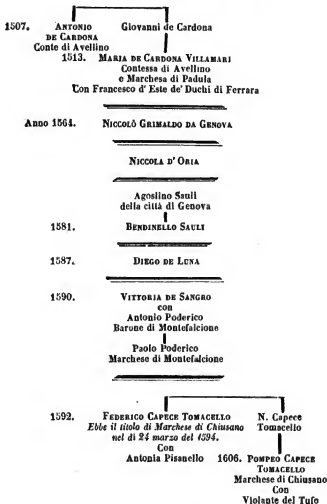 1507. ANTONIO Giovanni de Cardona
DE CARDONA
Conte di Avellino
1513. MARIA DE CARDONA VILLAMARI
Contessa di Avellino
e Marchesa di Padula
Con Francesco d' Este de' Duchi di Ferrara
Anno 1564. NICCOLÒ GRIMALDO DA GENOVA
NICCOLA D' ORIA
Agostino Sauli
della città di Genova
1581. BENDINELLO SAULI
1587. DIEGO DE LUNA
1590. VITTORIA DE SANGRO
con
Antonio Poderico
Barone di Montefalcione
Paolo Poderico
Marchese di Montefalcione
1592. FEDERICO CAPECE TOMACELLO N. Capece
Ebbe il titolo di Marchese di Chiusano Tomacello
nel di 24 marzo del 1594.
Con
Antonia Pisanello 1606. POMPEO CAPECE
TOMACELLO
Marchese di Chiusano
Con
Violante del Tufo